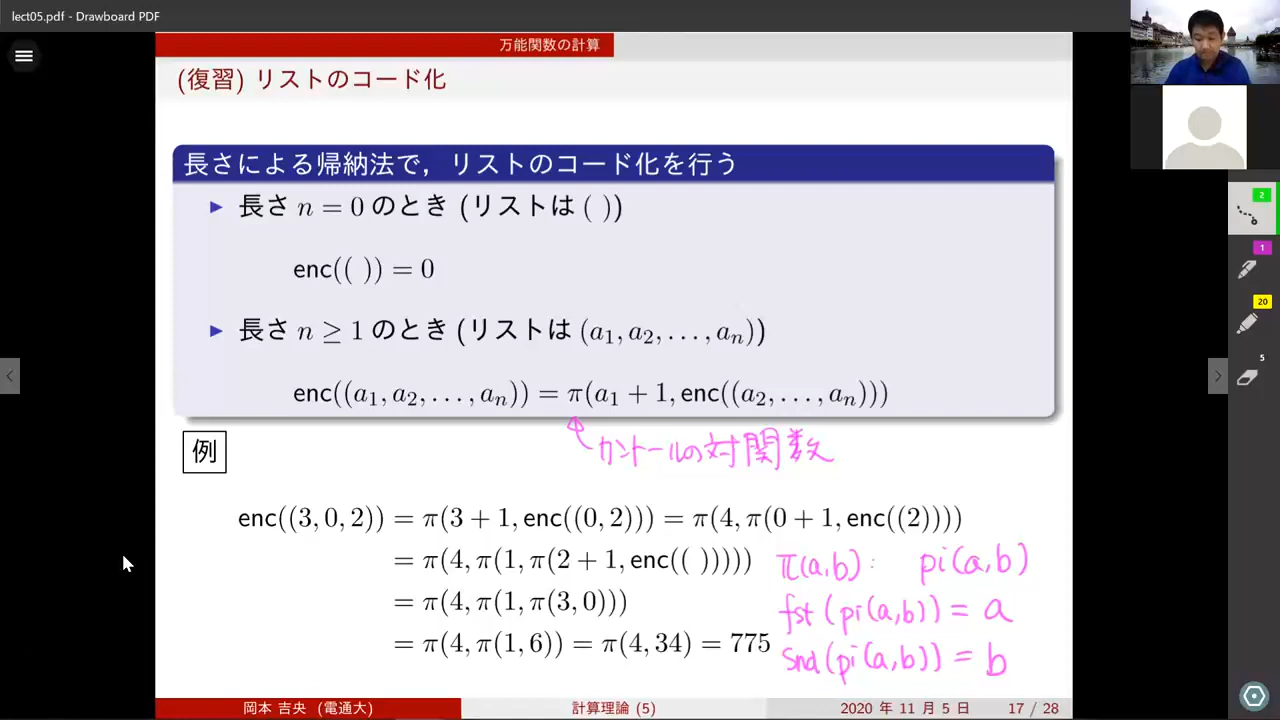 lect05.pdf - Drawboard PDF
万能関数の計算
(復習) リストのコード化
長さによる帰納法で，リストのコード化を行う
▶ 長さ n = 0 のとき (リストは ( ))
enc(( )) = 0
▶ 長さ n ≥ 1 のとき (リストは (a₁, a₂, . . . , aₙ))
enc((a₁, a₂, . . . , aₙ)) = π(a₁ + 1, enc((a₂, . . . , aₙ)))
カントールの対関数
例
enc((3, 0, 2)) = π(3 + 1, enc((0, 2))) = π(4, π(0 + 1, enc((2))))
= π(4, π(1, π(2 + 1, enc(( )))))
= π(4, π(1, π(3, 0)))
= π(4, π(1, 6)) = π(4, 34) = 775
π(a,b) : pi(a,b)
fst(pi(a,b)) = a
snd(pi(a,b)) = b
岡本 吉央 (電通大) 計算理論 (5) 2020 年 11 月 5 日 17 / 28
2
1
20
5